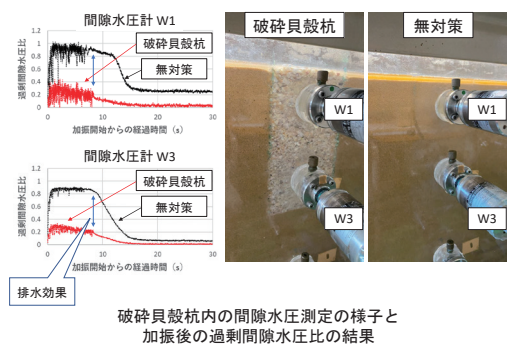 間隙水圧計 W1
過剰間隙水圧比
1.2
1
0.8
0.6
0.4
0.2
0
0
10
20
30
加振開始からの経過時間（s）
破砕貝殻杭
無対策
間隙水圧計 W3
過剰間隙水圧比
1.2
1
0.8
0.6
0.4
0.2
0
0
10
20
30
加振開始からの経過時間（s）
破砕貝殻杭
無対策
排水効果
破砕貝殻杭
W1
W3
無対策
W1
W3
破砕貝殻杭内の間隙水圧測定の様子と
加振後の過剰間隙水圧比の結果